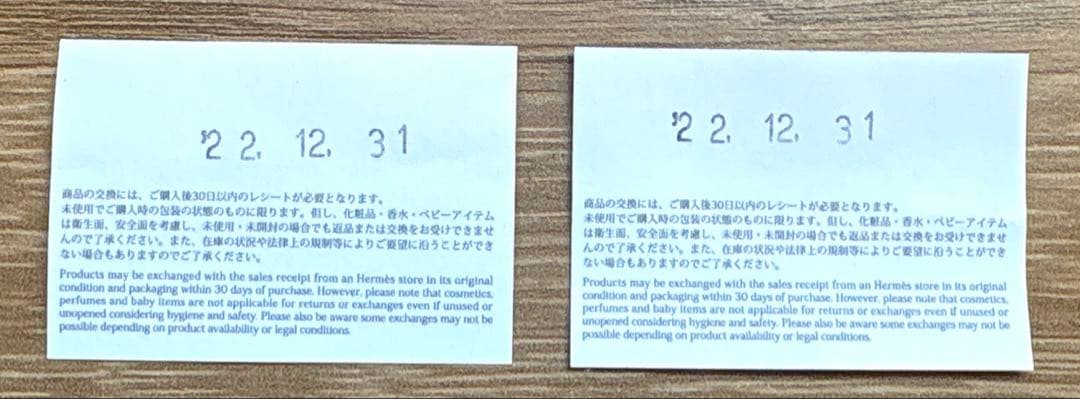 '22. 12. 31
商品の交換には、ご購入後30日以内のレシートが必要となります。
未使用でご購入時の包装の状態のものに限ります。但し、化粧品・香水・ベビーアイテム
は衛生面、安全面を考慮し、未使用・未開封の場合でも返品または交換をお受けできませ
んので了承ください。また、在庫の状況や法律上の規制等によりご要望に沿うことができ
ない場合もありますのでご了承ください。
Products may be exchanged with the sales receipt from an Hermès store in its original
condition and packaging within 30 days of purchase. However, please note that cosmetics,
perfumes and baby items are not applicable for returns or exchanges even if unused or
unopened considering hygiene and safety. Please also be aware some exchanges may not be
possible depending on product availability or legal conditions.
'22. 12. 31
商品の交換には、ご購入後30日以内のレシートが必要となります。
未使用でご購入時の包装の状態のものに限ります。但し、化粧品・香水・ベビーアイテム
は衛生面、安全面を考慮し、未使用・未開封の場合でも返品または交換をお受けできませ
んので了承ください。また、在庫の状況や法律上の規制等によりご要望に沿うことができ
ない場合もありますのでご了承ください。
Products may be exchanged with the sales receipt from an Hermès store in its original
condition and packaging within 30 days of purchase. However, please note that cosmetics,
perfumes and baby items are not applicable for returns or exchanges even if unused or
unopened considering hygiene and safety. Please also be aware some exchanges may not be
possible depending on product availability or legal conditions.